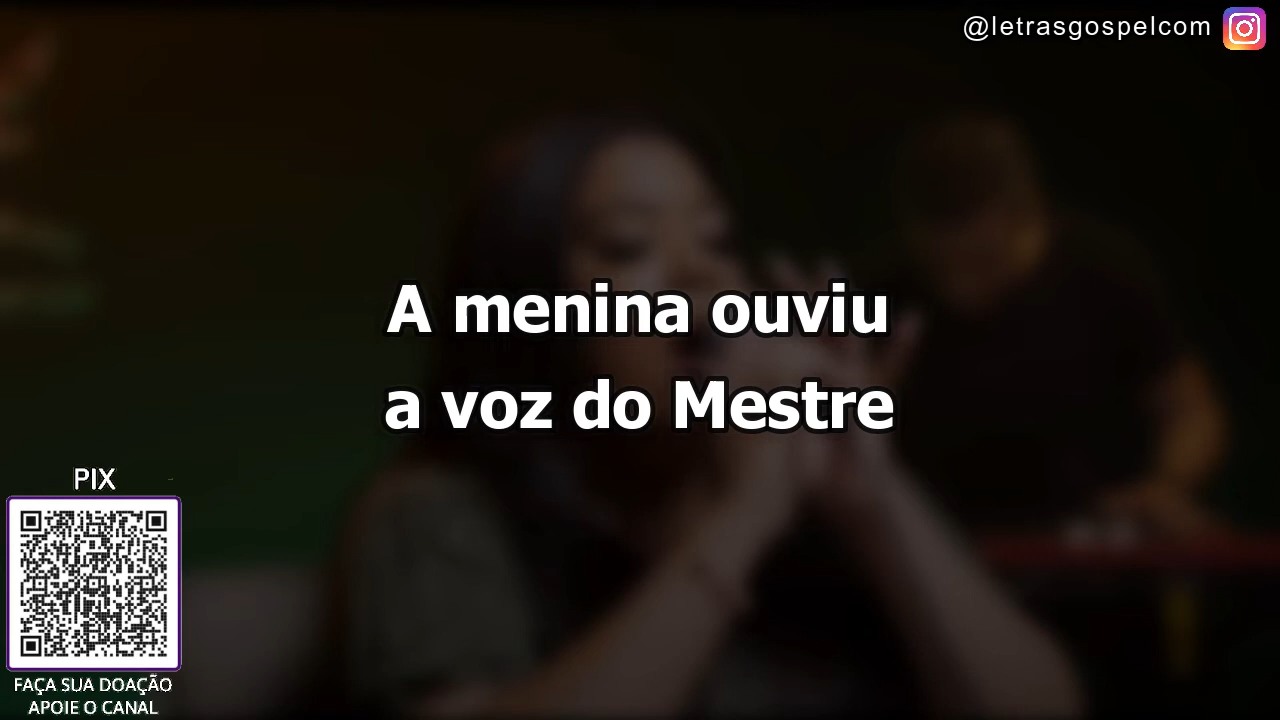 @letrasgospelcom
A menina ouviu
a voz do Mestre
PIX
FAÇA SUA DOAÇÃO
APOIE O CANAL